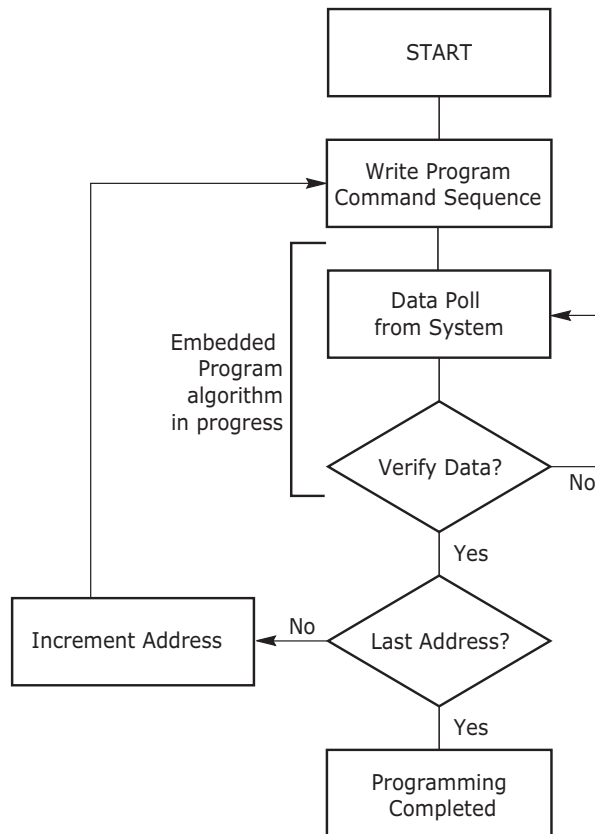 START
Write Program
Command Sequence
Data Poll
from System
Embedded
Program
algorithm
in progress
Verify Data?
No
Yes
No
Increment Address
Last Address?
Yes
Programming
Completed